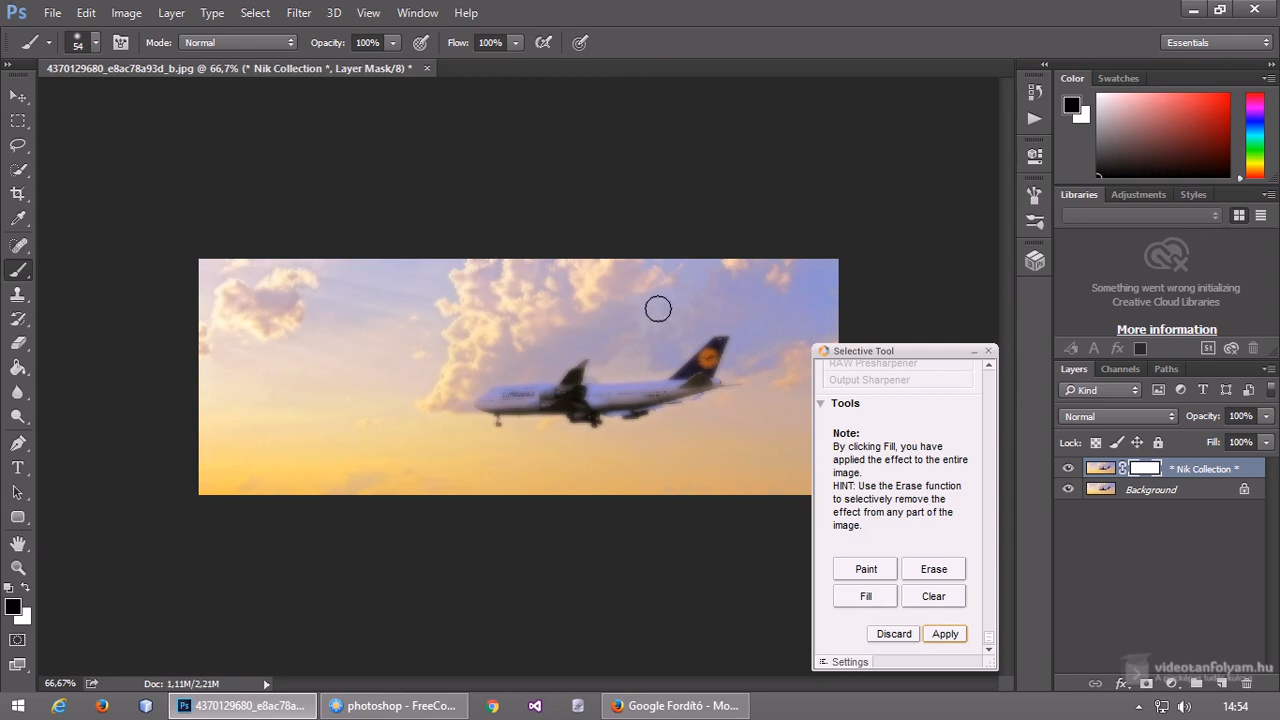 Ps File Edit Image Layer Type Select Filter 3D View Window Help
54 Mode: Normal Opacity: 100% Flow: 100% Essentials
4370129680_e8ac78a93d_b.jpg @ 66,7% (* Nik Collection *, Layer Mask/8) * ×
Color Swatches
Libraries Adjustments Styles
Something went wrong initializing
Creative Cloud Libraries
More information
St
Layers Channels Paths
Kind
Normal Opacity: 100%
Lock: Fill: 100%
* Nik Collection *
Background
fx
Selective Tool
RAW Presharpener
Output Sharpener
Tools
Note:
By clicking Fill, you have
applied the effect to the entire
image.
HINT: Use the Erase function
to selectively remove the
effect from any part of the
image.
Paint Erase
Fill Clear
Discard Apply
Settings
66,67% Doc: 1,11M/2,21M
videotanfolyam.hu
A gyakorlati tudás kulcsa
Ps 4370129680_e8ac78a... photoshop - FreeCo... Google Fordító - Mo... 14:54